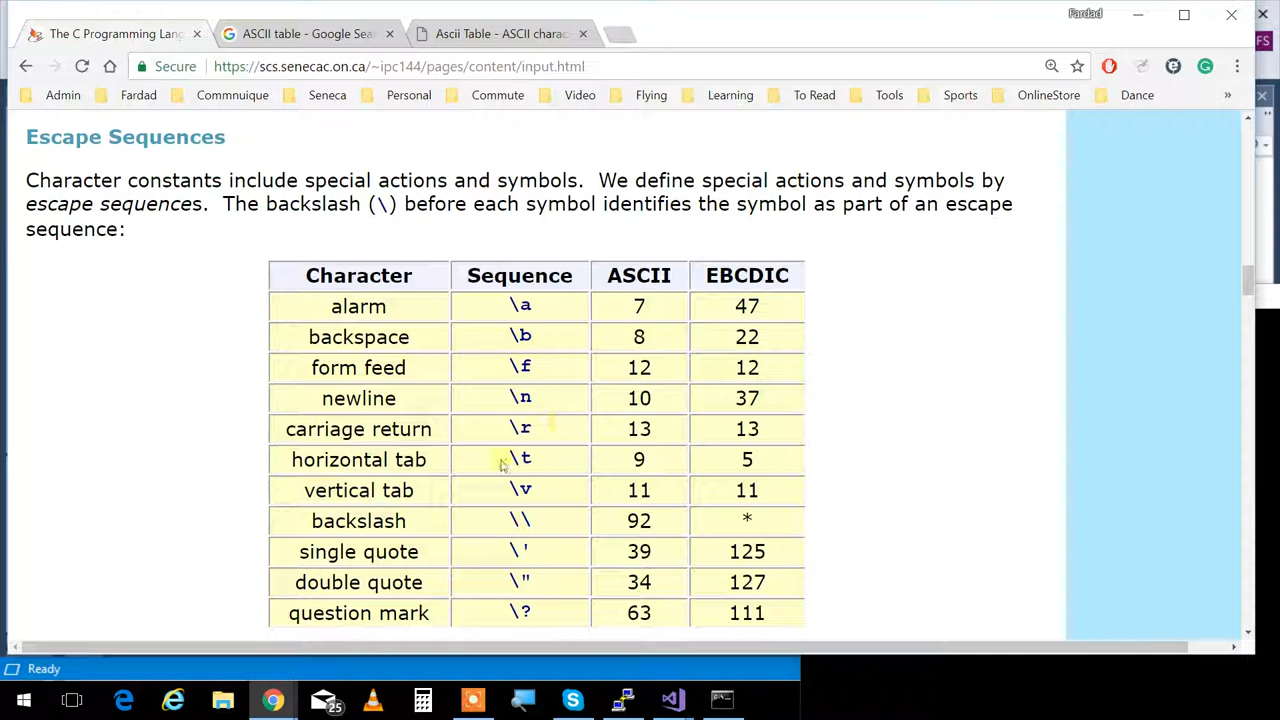 Fardad
The C Programming Lang
ASCII table - Google Sea
Ascii Table - ASCII charac
FS
Secure https://scs.senecac.on.ca/~ipc144/pages/content/input.html
Admin Fardad Commnuique Seneca Personal Commute Video Flying Learning To Read Tools Sports OnlineStore Dance »
Escape Sequences
Character constants include special actions and symbols. We define special actions and symbols by
escape sequences. The backslash (\) before each symbol identifies the symbol as part of an escape
sequence:
Character Sequence ASCII EBCDIC
alarm \a 7 47
backspace \b 8 22
form feed \f 12 12
newline \n 10 37
carriage return \r 13 13
horizontal tab \t 9 5
vertical tab \v 11 11
backslash \\ 92 *
single quote \' 39 125
double quote \" 34 127
question mark \? 63 111
Ready
25